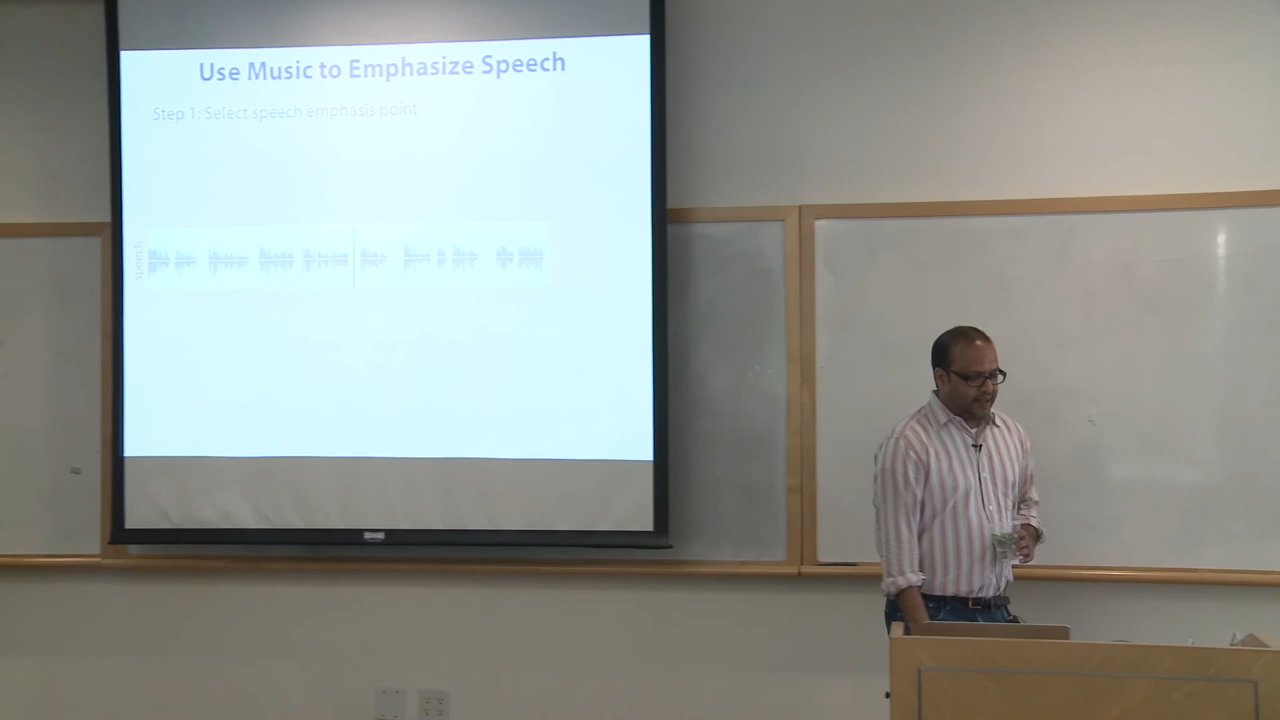 Use Music to Emphasize Speech
Step 1: Select speech emphasis point
speech